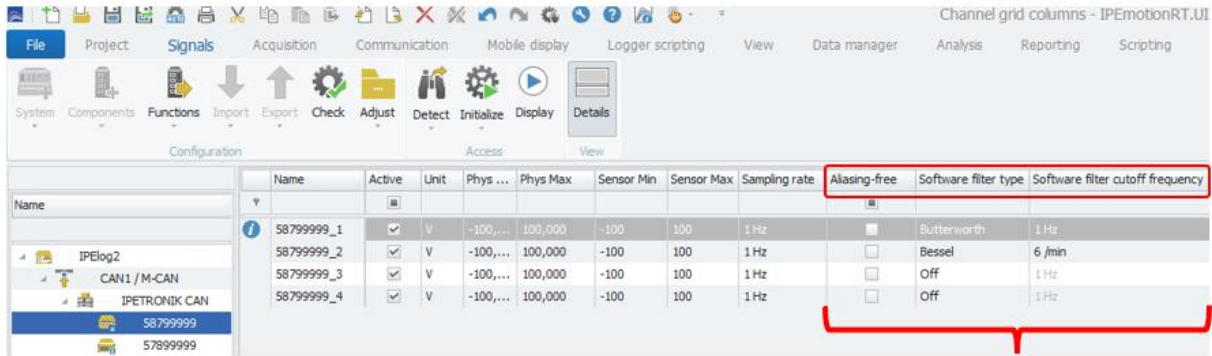 Channel grid columns - IPEmotionRT.UI
File Project Signals Acquisition Communication Mobile display Logger scripting View Data manager Analysis Reporting Scripting
System Components Functions Import Export Check Adjust Detect Initialize Display Details
Configuration Access View
Name Active Unit Phys ... Phys Max Sensor Min Sensor Max Sampling rate Aliasing-free Software filter type Software filter cutoff frequency
Name
58799999_1 V -100,... 100,000 -100 100 1 Hz Butterworth 1 Hz
IPElog2 58799999_2 V -100,... 100,000 -100 100 1 Hz Bessel 6 /min
CAN1 / M-CAN 58799999_3 V -100,... 100,000 -100 100 1 Hz Off 1 Hz
IPETRONIK CAN 58799999_4 V -100,... 100,000 -100 100 1 Hz Off 1 Hz
58799999
57899999